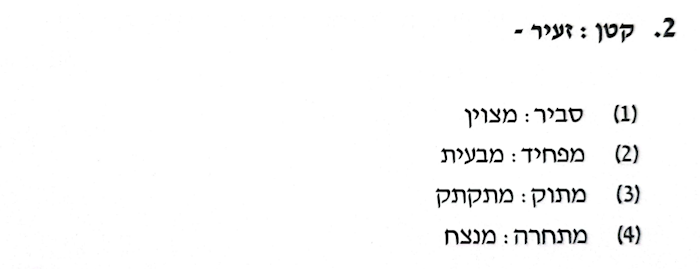 2. קטן : זעיר -
(1) סביר : מצוין
(2) מפחיד : מבעית
(3) מתוק : מתקתק
(4) מתחרה : מנצח